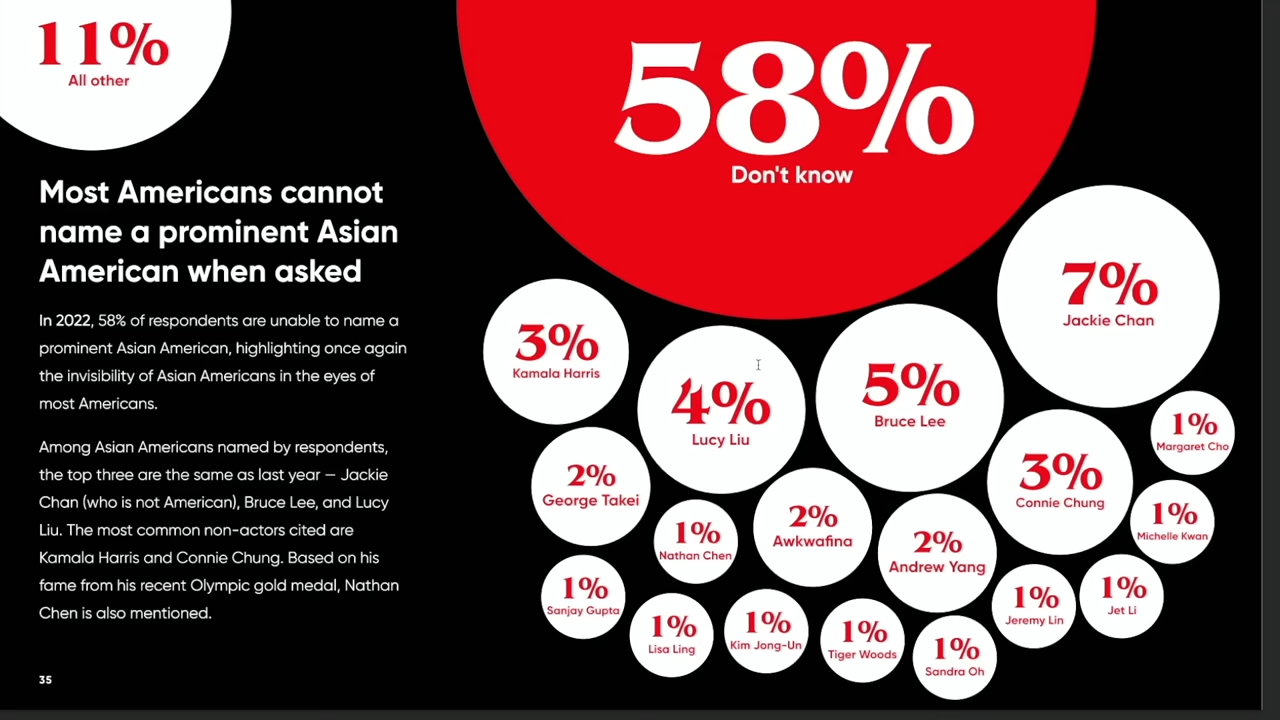 11%
All other
Most Americans cannot
name a prominent Asian
American when asked
In 2022, 58% of respondents are unable to name a
prominent Asian American, highlighting once again
the invisibility of Asian Americans in the eyes of
most Americans.
Among Asian Americans named by respondents,
the top three are the same as last year — Jackie
Chan (who is not American), Bruce Lee, and Lucy
Liu. The most common non-actors cited are
Kamala Harris and Connie Chung. Based on his
fame from his recent Olympic gold medal, Nathan
Chen is also mentioned.
35
58%
Don't know
7%
Jackie Chan
3%
Kamala Harris
4%
Lucy Liu
5%
Bruce Lee
1%
Margaret Cho
3%
Connie Chung
2%
George Takei
1%
Nathan Chen
2%
Awkwafina
2%
Andrew Yang
1%
Michelle Kwan
1%
Sanjay Gupta
1%
Lisa Ling
1%
Kim Jong-Un
1%
Tiger Woods
1%
Sandra Oh
1%
Jeremy Lin
1%
Jet Li